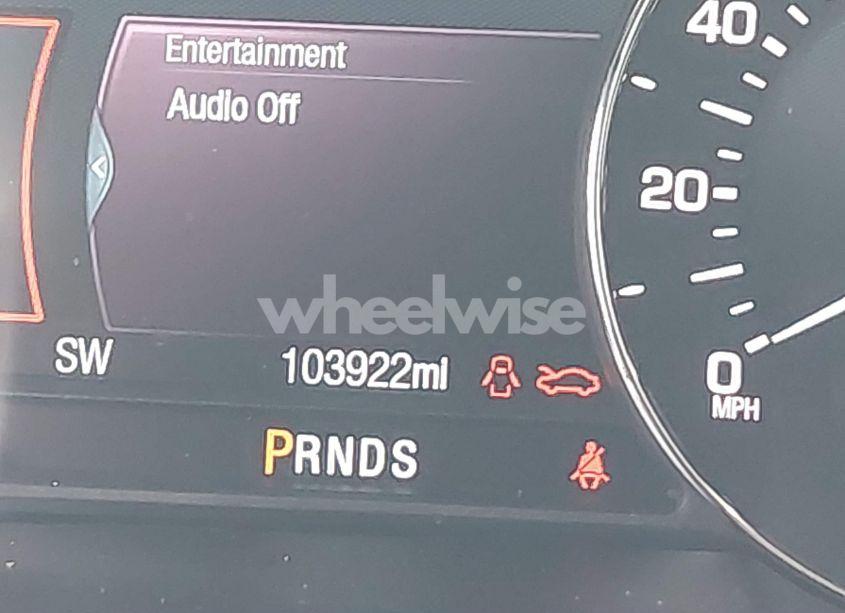 Entertainment
Audio Off
40
20
0
MPH
wheelwise
SW
103922mi
PRNDS